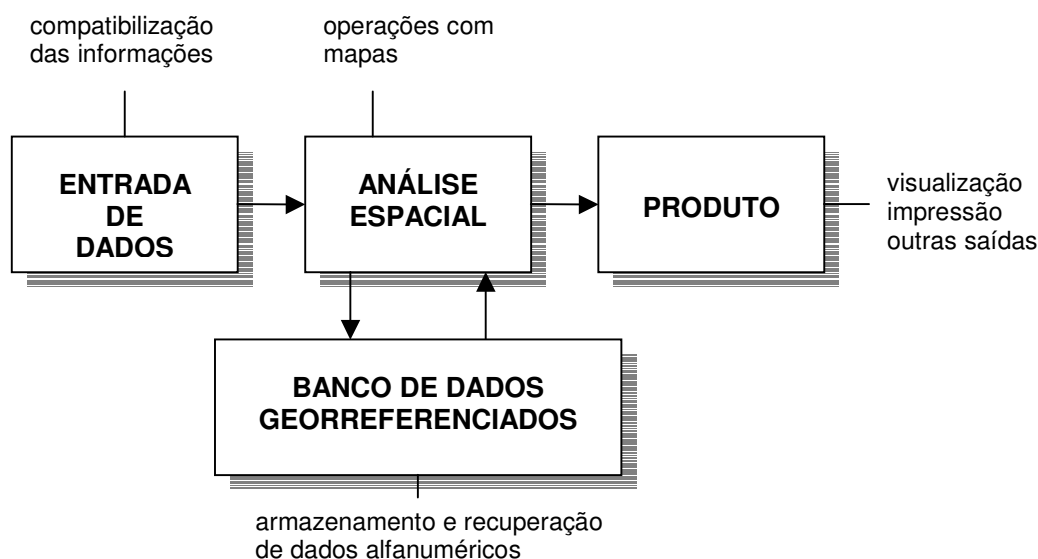 compatibilização
das informações
operações com
mapas
ENTRADA
DE
DADOS
ANÁLISE
ESPACIAL
PRODUTO
visualização
impressão
outras saídas
BANCO DE DADOS
GEORREFERENCIADOS
armazenamento e recuperação
de dados alfanuméricos